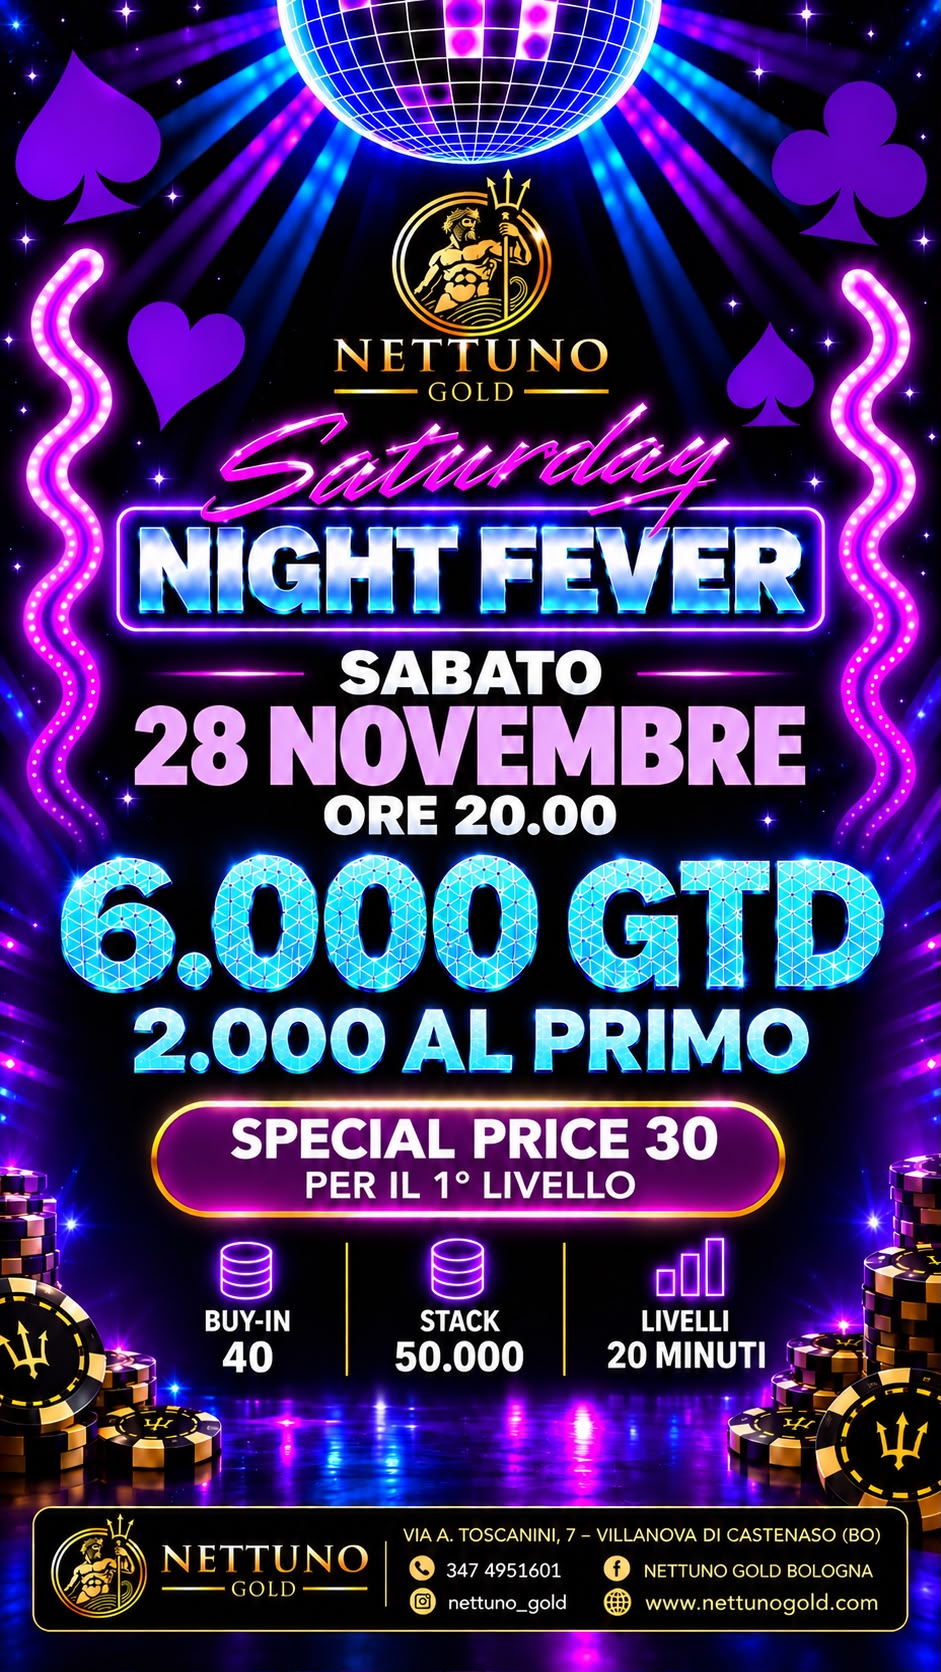 NETTUNO
GOLD
Saturday
NIGHT FEVER
SABATO
28 NOVEMBRE
ORE 20.00
6.000 GTD
2.000 AL PRIMO
SPECIAL PRICE 30
PER IL 1° LIVELLO
BUY-IN
40
STACK
50.000
LIVELLI
20 MINUTI
NETTUNO
GOLD
VIA A. TOSCANINI, 7 – VILLANOVA DI CASTENASO (BO)
347 4951601
NETTUNO GOLD BOLOGNA
nettuno_gold
www.nettunogold.com